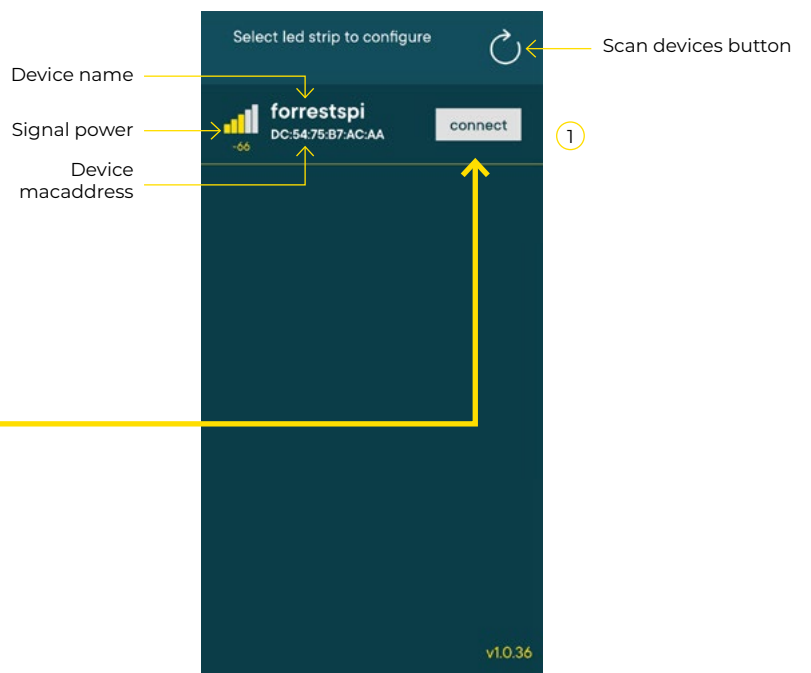 Select led strip to configure
Scan devices button
Device name
forrestspi
connect
1
Signal power
DC:54:75:B7:AC:AA
-66
Device
macaddress
v1.0.36